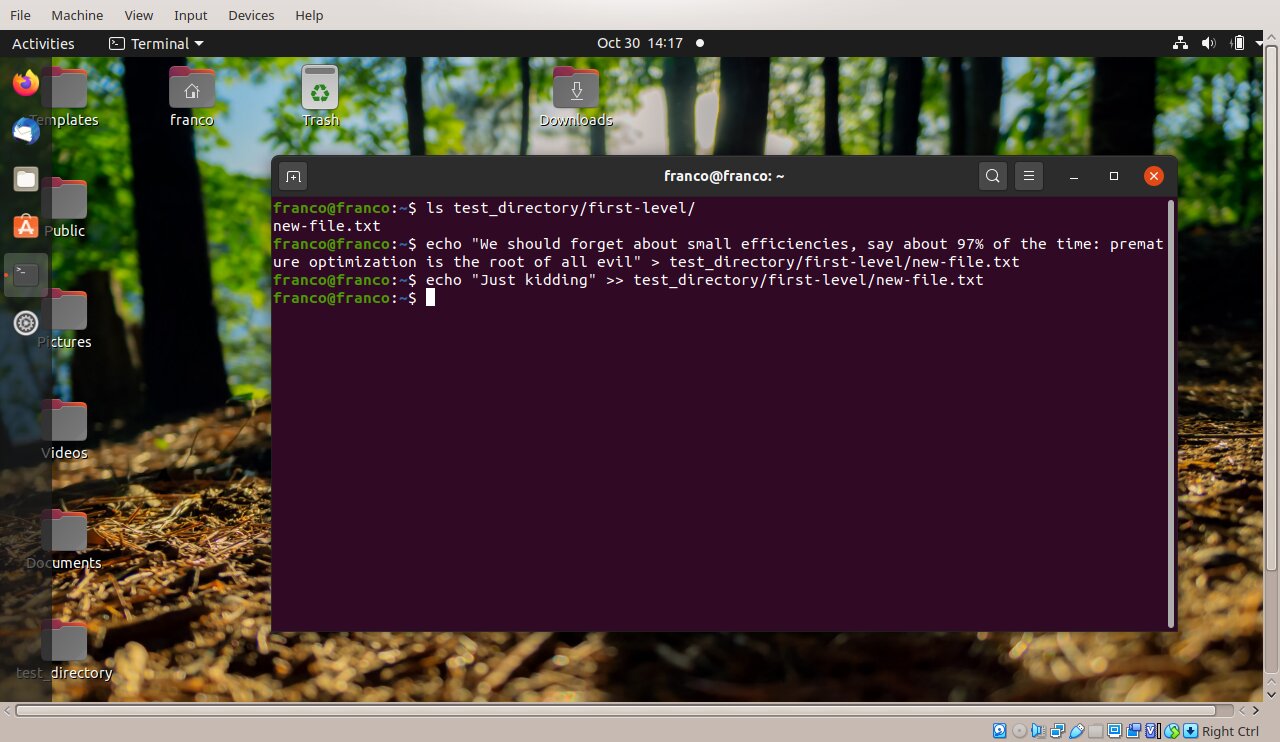 File Machine View Input Devices Help
Activities Terminal Oct 30 14:17
Templates franco Trash Downloads
franco@franco: ~
franco@franco:~$ ls test_directory/first-level/
new-file.txt
franco@franco:~$ echo "We should forget about small efficiencies, say about 97% of the time: premat
ure optimization is the root of all evil" > test_directory/first-level/new-file.txt
franco@franco:~$ echo "Just kidding" >> test_directory/first-level/new-file.txt
franco@franco:~$
Public
Pictures
Videos
Documents
test_directory
Right Ctrl